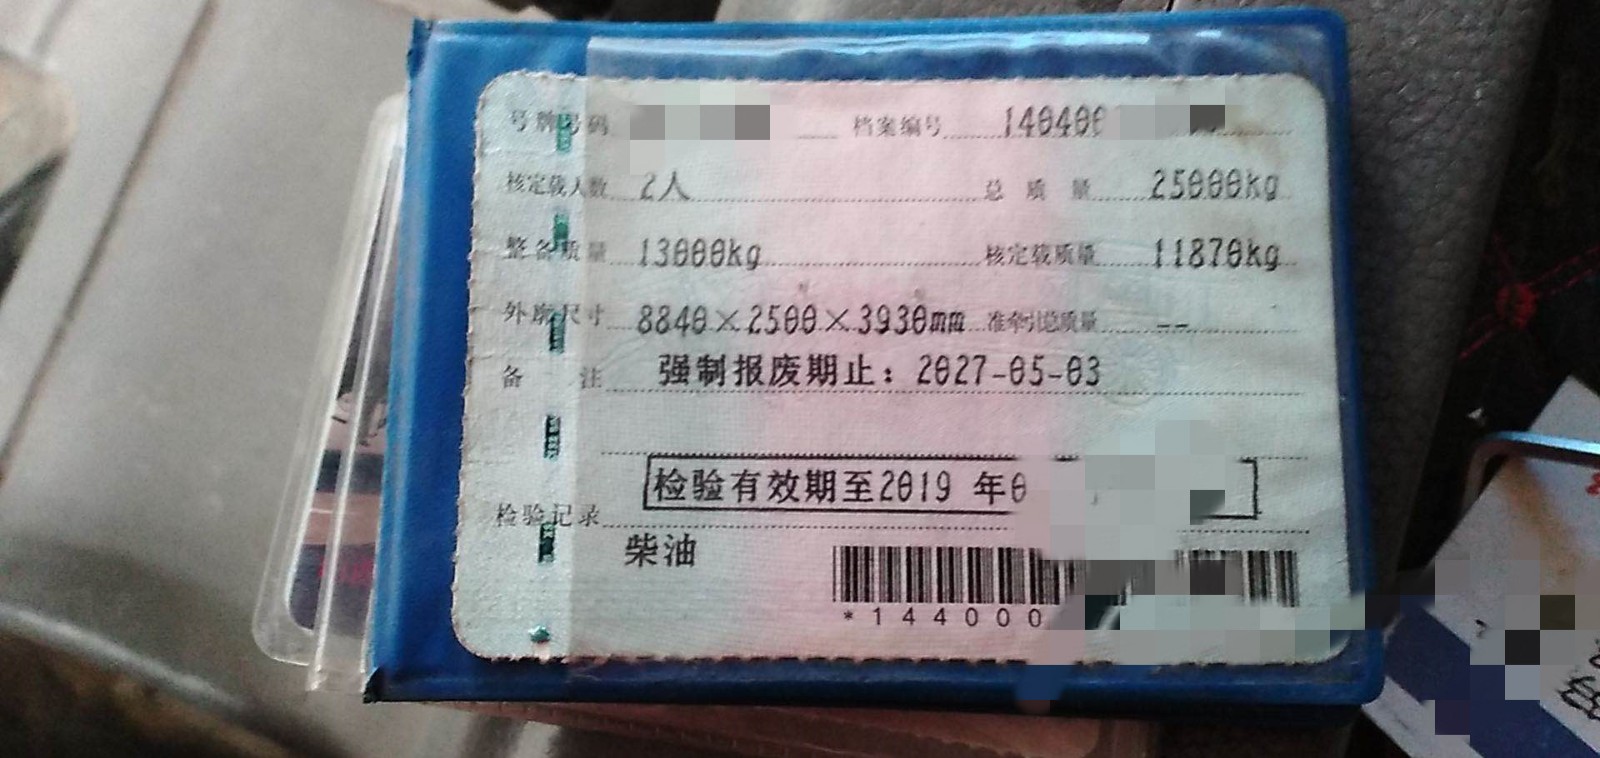 号牌号码 档案编号 140400
核定载人数 2人 总质量 25000kg
整备质量 13000kg 核定载质量 11870kg
外廓尺寸 8840×2500×3930mm 准牵引总质量 --
备注 强制报废期止：2027-05-03
检验有效期至2019 年0
检验记录
柴油
*144000